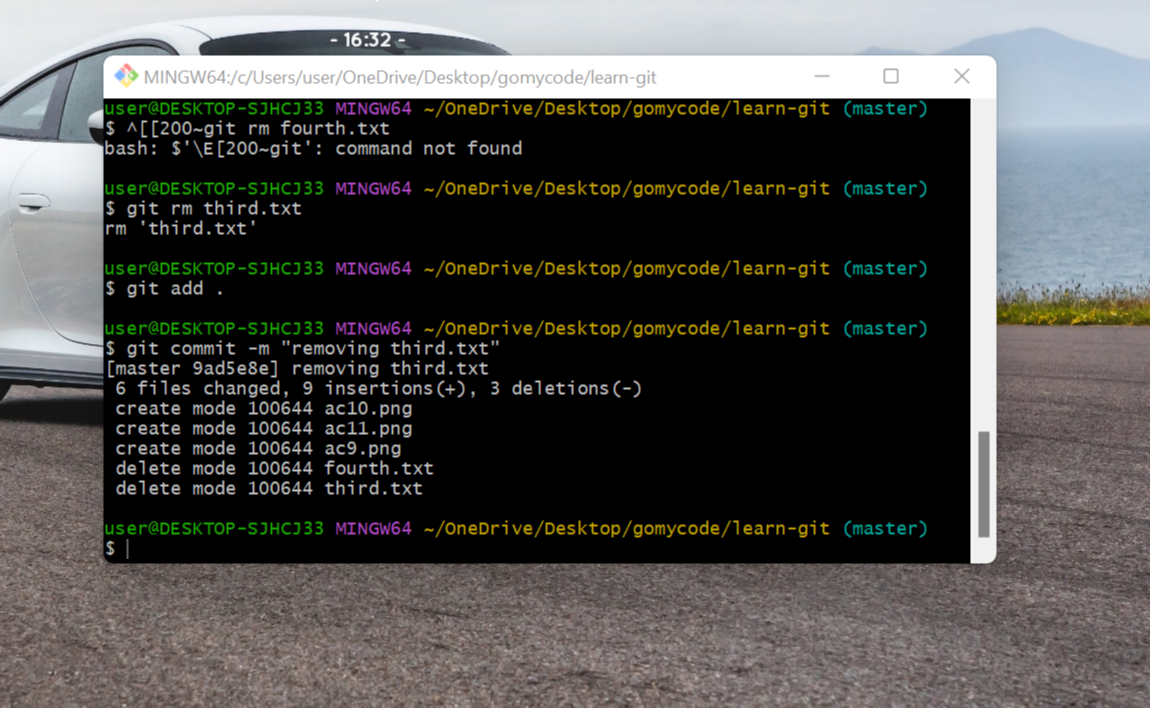 - 16:32 -
MINGW64:/c/Users/user/OneDrive/Desktop/gomycode/learn-git
user@DESKTOP-SJHCJ33 MINGW64 ~/OneDrive/Desktop/gomycode/learn-git (master)
$ ^[[200~git rm fourth.txt
bash: $'\E[200~git': command not found
user@DESKTOP-SJHCJ33 MINGW64 ~/OneDrive/Desktop/gomycode/learn-git (master)
$ git rm third.txt
rm 'third.txt'
user@DESKTOP-SJHCJ33 MINGW64 ~/OneDrive/Desktop/gomycode/learn-git (master)
$ git add .
user@DESKTOP-SJHCJ33 MINGW64 ~/OneDrive/Desktop/gomycode/learn-git (master)
$ git commit -m "removing third.txt"
[master 9ad5e8e] removing third.txt
 6 files changed, 9 insertions(+), 3 deletions(-)
 create mode 100644 ac10.png
 create mode 100644 ac11.png
 create mode 100644 ac9.png
 delete mode 100644 fourth.txt
 delete mode 100644 third.txt
user@DESKTOP-SJHCJ33 MINGW64 ~/OneDrive/Desktop/gomycode/learn-git (master)
$